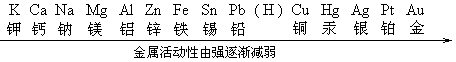 K Ca Na Mg Al Zn Fe Sn Pb (H) Cu Hg Ag Pt Au
钾 钙 钠 镁 铝 锌 铁 锡 铅 铜 汞 银 铂 金
金属活动性由强逐渐减弱